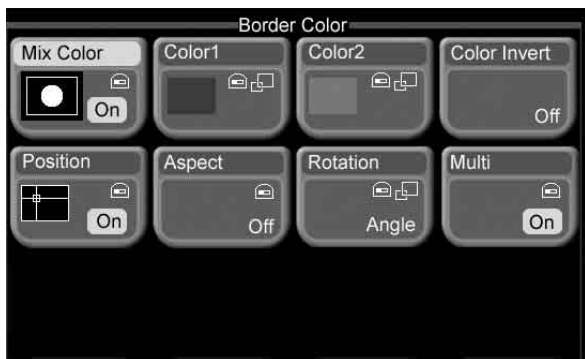 Border Color
Mix Color
Color1
Color2
Color Invert
On
Off
Position
Aspect
Rotation
Multi
On
Off
Angle
On